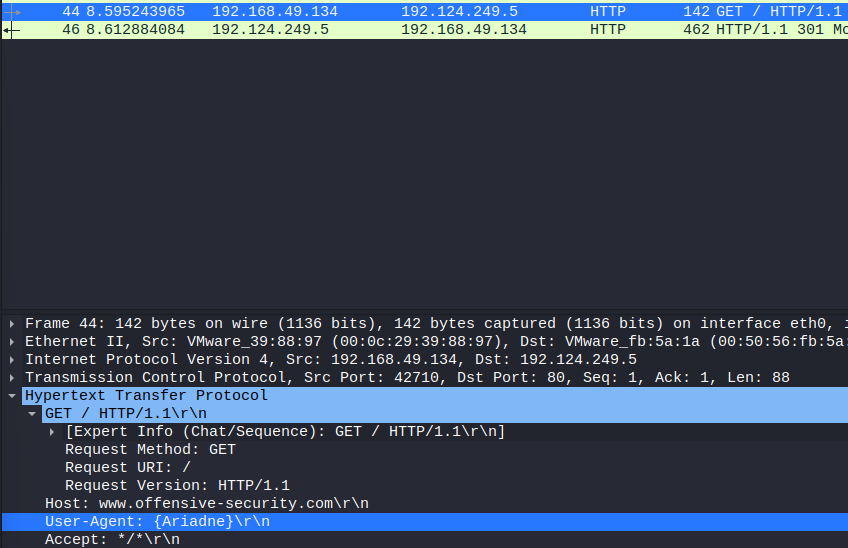 44 8.595243965 192.168.49.134 192.124.249.5 HTTP 142 GET / HTTP/1.1
46 8.612884084 192.124.249.5 192.168.49.134 HTTP 462 HTTP/1.1 301
Frame 44: 142 bytes on wire (1136 bits), 142 bytes captured (1136 bits) on interface eth0,
Ethernet II, Src: VMware_39:88:97 (00:0c:29:39:88:97), Dst: VMware_fb:5a:1a (00:50:56:fb:5a:
Internet Protocol Version 4, Src: 192.168.49.134, Dst: 192.124.249.5
Transmission Control Protocol, Src Port: 42710, Dst Port: 80, Seq: 1, Ack: 1, Len: 88
Hypertext Transfer Protocol
GET / HTTP/1.1\r\n
[Expert Info (Chat/Sequence): GET / HTTP/1.1\r\n]
Request Method: GET
Request URI: /
Request Version: HTTP/1.1
Host: www.offensive-security.com\r\n
User-Agent: {Ariadne}\r\n
Accept: */*\r\n